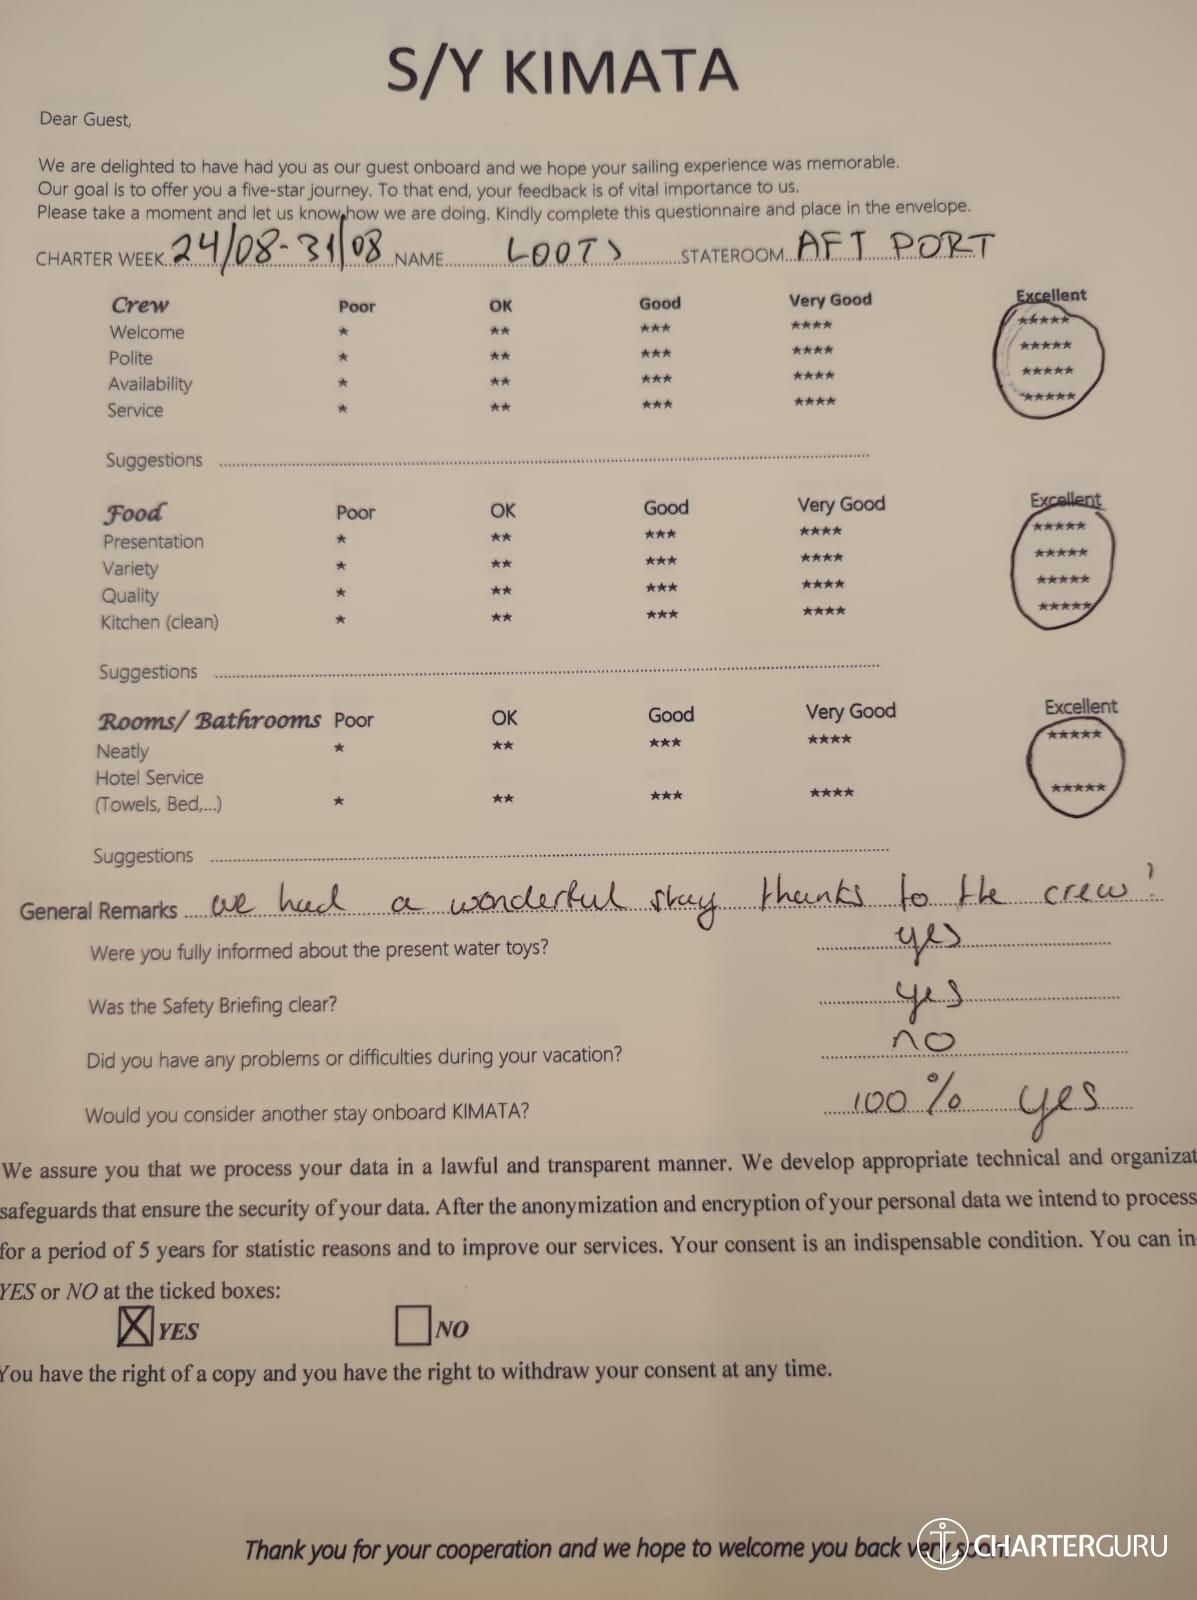 S/Y KIMATA
Dear Guest,
We are delighted to have had you as our guest onboard and we hope your sailing experience was memorable.
Our goal is to offer you a five-star journey. To that end, your feedback is of vital importance to us.
Please take a moment and let us know how we are doing. Kindly complete this questionnaire and place in the envelope.
CHARTER WEEK 24/08-31/08 NAME LOOTS STATEROOM AFT PORT
Crew Poor OK Good Very Good Excellent
Welcome * ** *** **** *****
Polite * ** *** **** *****
Availability * ** *** **** *****
Service * ** *** **** *****
Suggestions
Food Poor OK Good Very Good Excellent
Presentation * ** *** **** *****
Variety * ** *** **** *****
Quality * ** *** **** *****
Kitchen (clean) * ** *** **** *****
Suggestions
Rooms/ Bathrooms Poor OK Good Very Good Excellent
Neatly * ** *** **** *****
Hotel Service
(Towels, Bed,...) * ** *** **** *****
Suggestions
General Remarks we had a wonderful stay thanks to the crew!
Were you fully informed about the present water toys? yes
Was the Safety Briefing clear? yes
Did you have any problems or difficulties during your vacation? no
Would you consider another stay onboard KIMATA? 100% yes
We assure you that we process your data in a lawful and transparent manner. We develop appropriate technical and organizat
safeguards that ensure the security of your data. After the anonymization and encryption of your personal data we intend to process
for a period of 5 years for statistic reasons and to improve our services. Your consent is an indispensable condition. You can in
YES or NO at the ticked boxes:
YES NO
You have the right of a copy and you have the right to withdraw your consent at any time.
Thank you for your cooperation and we hope to welcome you back very soon!
CHARTERGURU